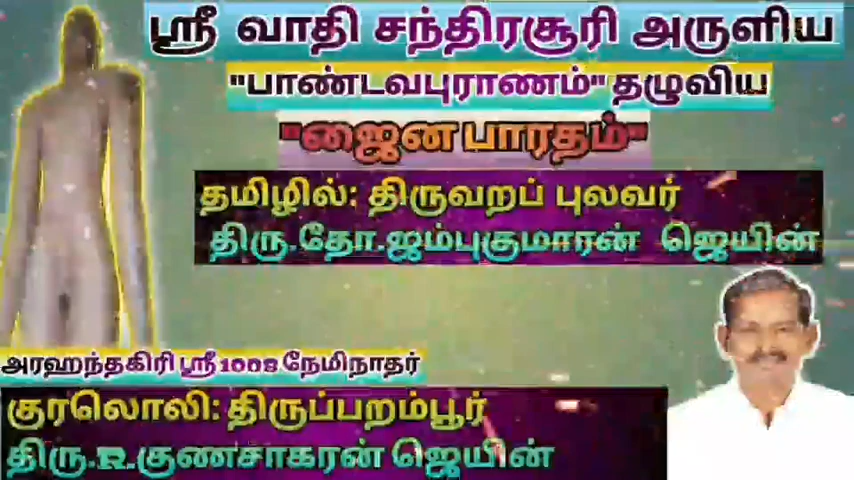 ஸ்ரீ வாதி சந்திரசூரி அருளிய
"பாண்டவபுராணம்" தழுவிய
"ஜைன பாரதம்"
தமிழில்: திருவறப் புலவர்
திரு.தோ.ஜம்புகுமாரன் ஜெயின்
அரஹந்தகிரி ஸ்ரீ 1008 நேமிநாதர்
குரலொலி: திருப்பறம்பூர்
திரு.R.குணசாகரன் ஜெயின்